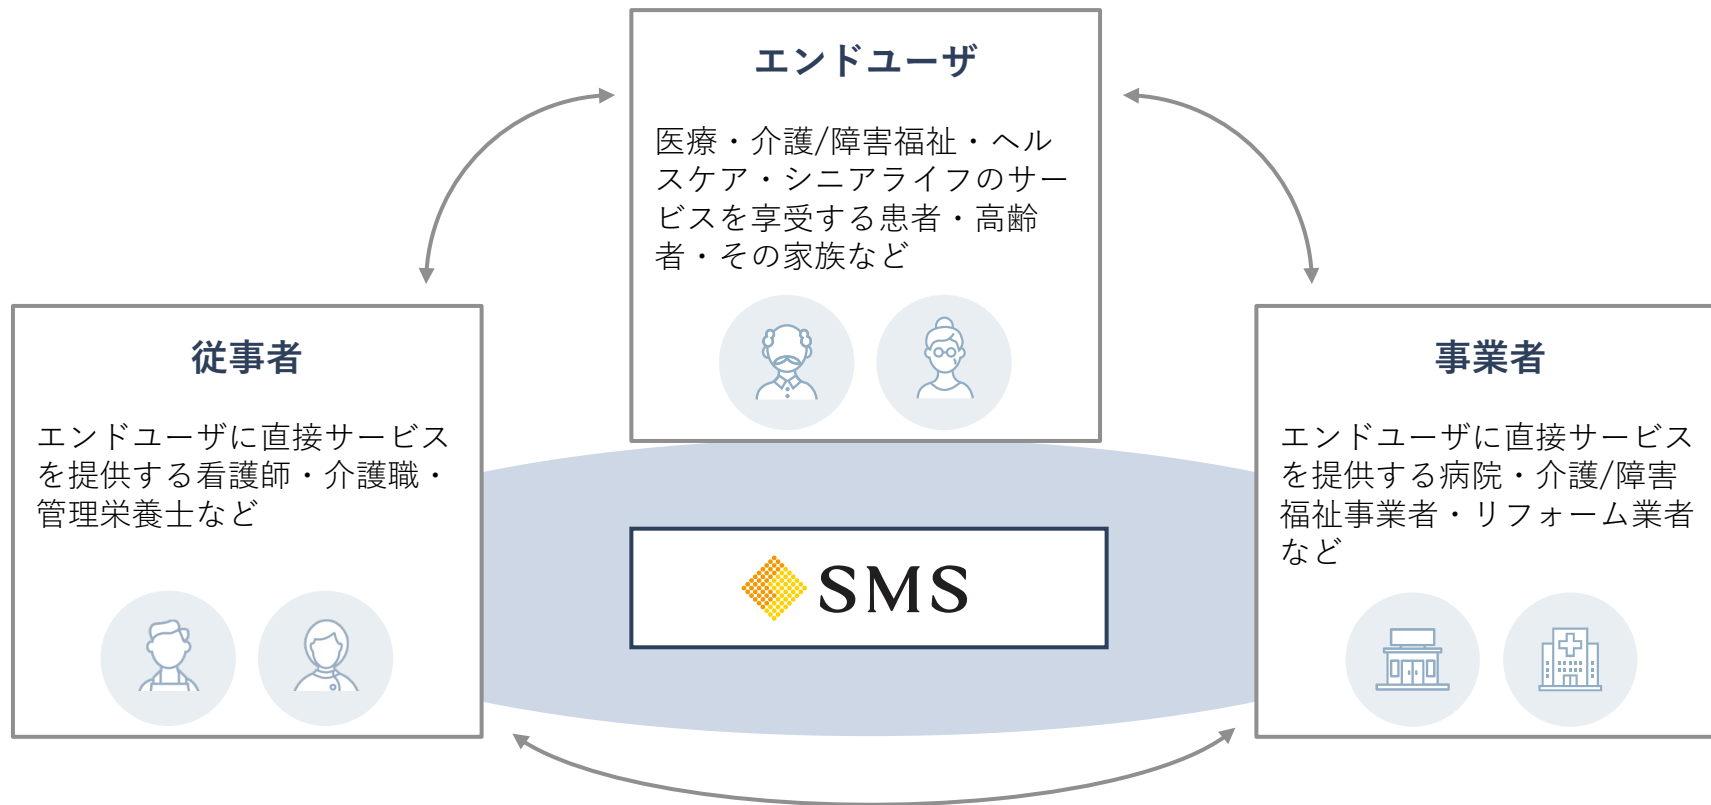 エンドユーザ
医療・介護/障害福祉・ヘル
スケア・シニアライフのサー
ビスを享受する患者・高齢
者・その家族など
従事者
エンドユーザに直接サービス
を提供する看護師・介護職・
管理栄養士など
事業者
エンドユーザに直接サービス
を提供する病院・介護/障害
福祉事業者・リフォーム業者
など
SMS